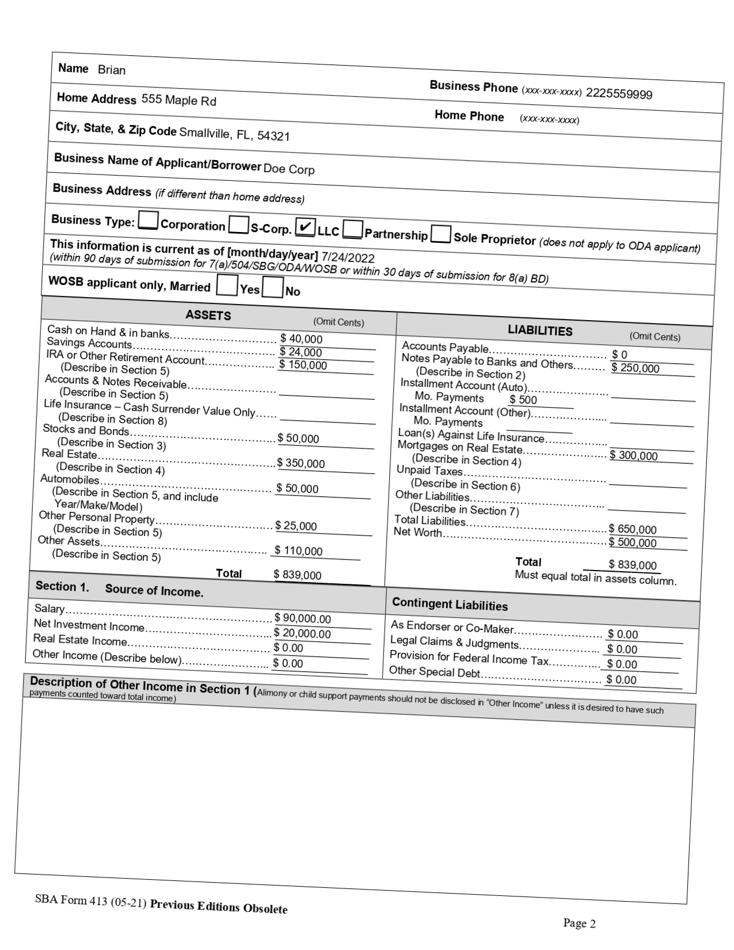 Name Brian
Business Phone (xxx-xxx-xxxx) 2225559999
Home Address 555 Maple Rd
Home Phone (xxx-xxx-xxxx)
City, State, & Zip Code Smallville, FL, 54321
Business Name of Applicant/Borrower Doe Corp
Business Address (if different than home address)
Business Type: Corporation S-Corp. ✔ LLC Partnership Sole Proprietor (does not apply to ODA applicant)
This information is current as of [month/day/year] 7/24/2022
(within 90 days of submission for 7(a)/504/SBG/ODA/WOSB or within 30 days of submission for 8(a) BD)
WOSB applicant only, Married Yes No
ASSETS (Omit Cents)
Cash on Hand & in banks............................... $ 40,000
Savings Accounts........................................ $ 24,000
IRA or Other Retirement Account.................... $ 150,000
(Describe in Section 5)
Accounts & Notes Receivable.........................
(Describe in Section 5)
Life Insurance – Cash Surrender Value Only......
(Describe in Section 8)
Stocks and Bonds........................................ $ 50,000
(Describe in Section 3)
Real Estate................................................ $ 350,000
(Describe in Section 4)
Automobiles............................................... $ 50,000
(Describe in Section 5, and include
Year/Make/Model)
Other Personal Property................................ $ 25,000
(Describe in Section 5)
Other Assets.............................................. $ 110,000
(Describe in Section 5)
Total $ 839,000
LIABILITIES (Omit Cents)
Accounts Payable.................................. $ 0
Notes Payable to Banks and Others......... $ 250,000
(Describe in Section 2)
Installment Account (Auto).......................
Mo. Payments $ 500
Installment Account (Other)......................
Mo. Payments
Loan(s) Against Life Insurance..................
Mortgages on Real Estate........................ $ 300,000
(Describe in Section 4)
Unpaid Taxes........................................
(Describe in Section 6)
Other Liabilities......................................
(Describe in Section 7)
Total Liabilities....................................... $ 650,000
Net Worth............................................. $ 500,000
Total $ 839,000
Must equal total in assets column.
Section 1. Source of Income.
Salary........................................................ $ 90,000.00
Net Investment Income................................. $ 20,000.00
Real Estate Income...................................... $ 0.00
Other Income (Describe below)....................... $ 0.00
Contingent Liabilities
As Endorser or Co-Maker......................... $ 0.00
Legal Claims & Judgments....................... $ 0.00
Provision for Federal Income Tax............... $ 0.00
Other Special Debt.................................. $ 0.00
Description of Other Income in Section 1 (Alimony or child support payments should not be disclosed in "Other Income" unless it is desired to have such
payments counted toward total income)
SBA Form 413 (05-21) Previous Editions Obsolete
Page 2